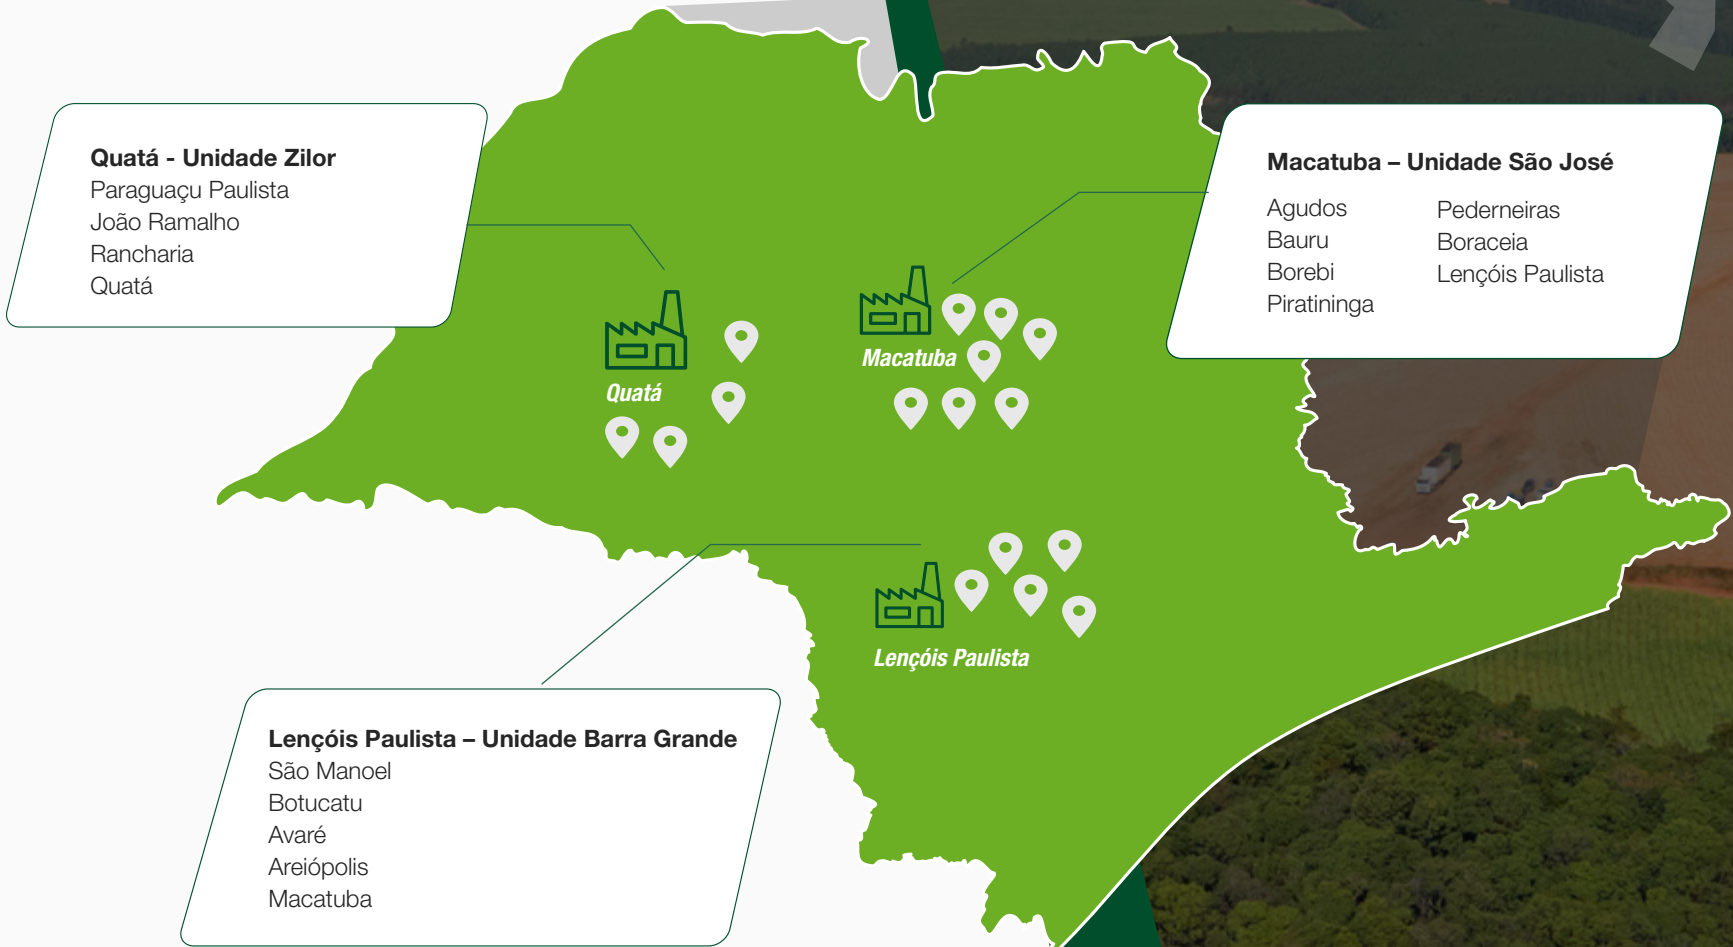 Quatá - Unidade Zilor
Paraguaçu Paulista
João Ramalho
Rancharia
Quatá
Macatuba – Unidade São José
Agudos
Bauru
Borebi
Piratininga
Pederneiras
Boraceia
Lençóis Paulista
Quatá
Macatuba
Lençóis Paulista
Lençóis Paulista – Unidade Barra Grande
São Manoel
Botucatu
Avaré
Areiópolis
Macatuba